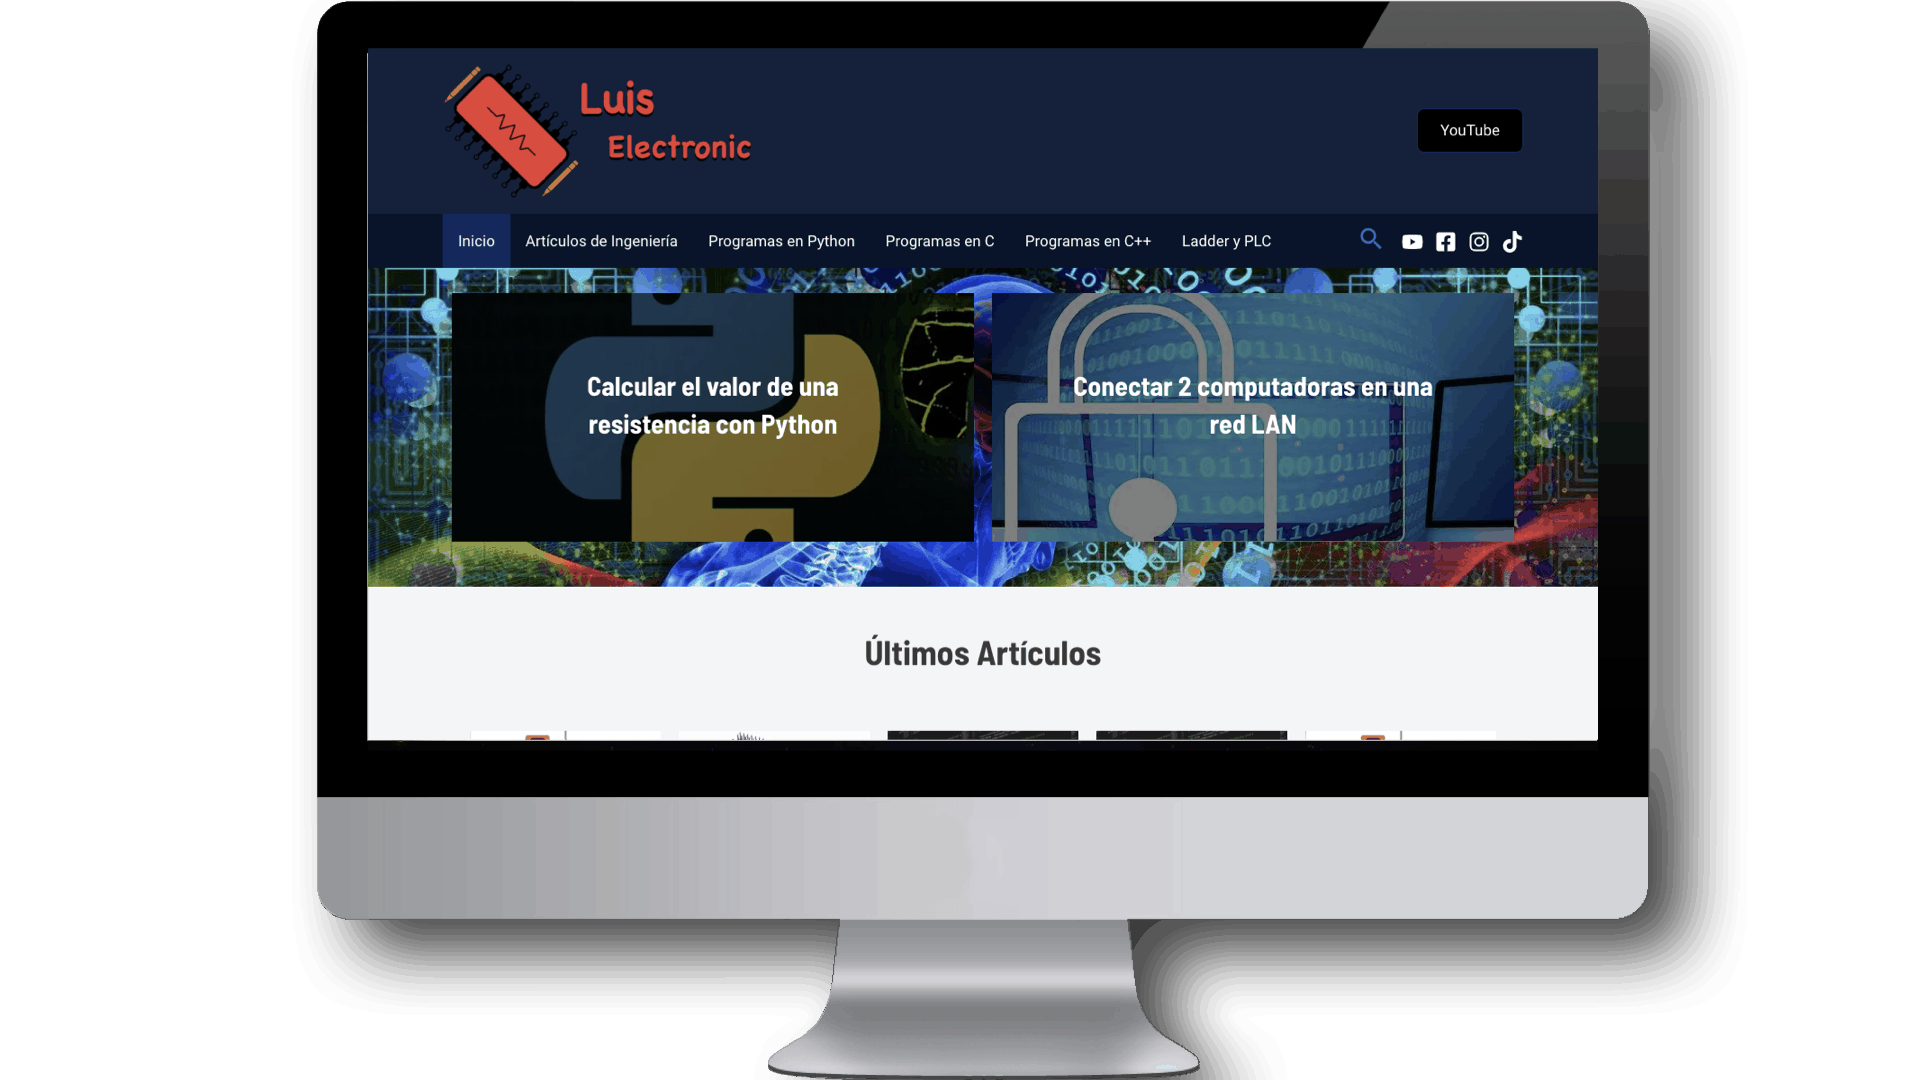 Luis
Electronic
YouTube
Inicio Artículos de Ingeniería Programas en Python Programas en C Programas en C++ Ladder y PLC
Calcular el valor de una
resistencia con Python
Conectar 2 computadoras en una
red LAN
Últimos Artículos